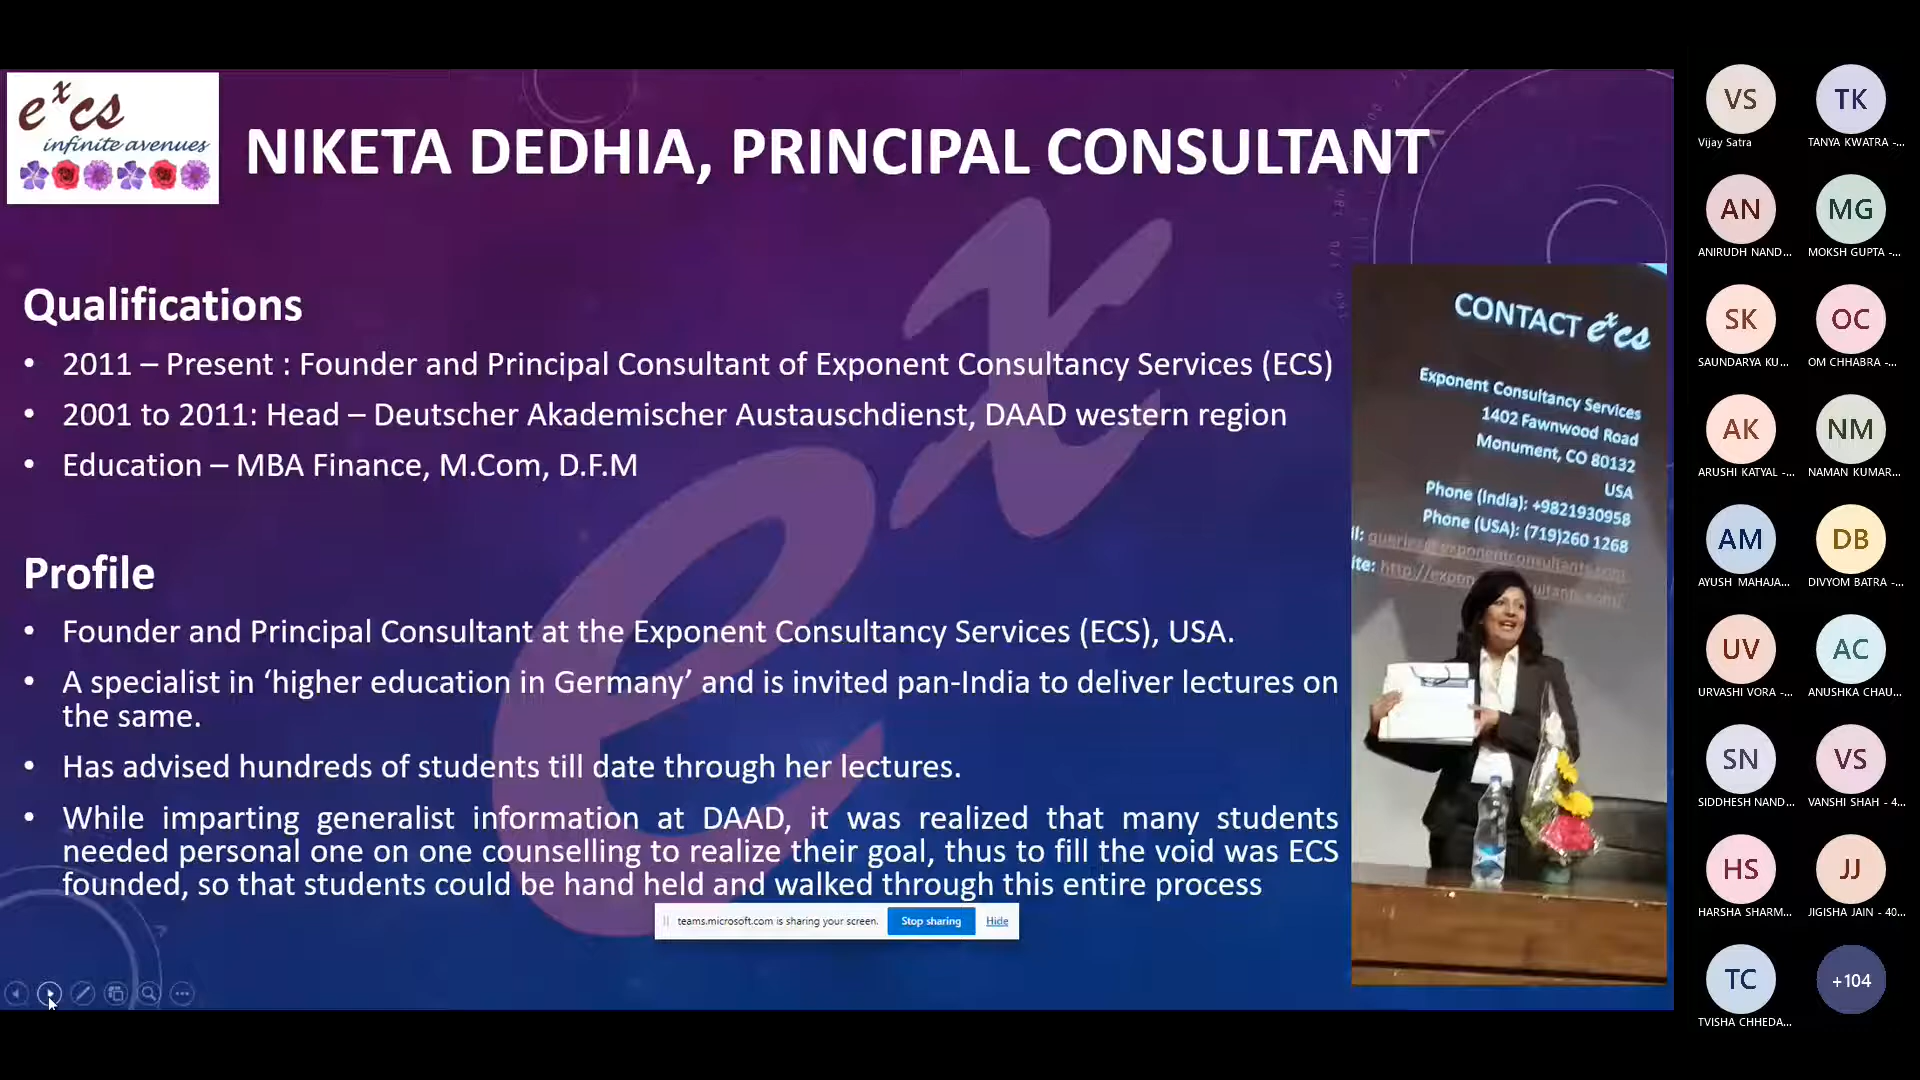 excs
infinite avenues
NIKETA DEDHIA, PRINCIPAL CONSULTANT
Qualifications
• 2011 – Present : Founder and Principal Consultant of Exponent Consultancy Services (ECS)
• 2001 to 2011: Head – Deutscher Akademischer Austauschdienst, DAAD western region
• Education – MBA Finance, M.Com, D.F.M
Profile
• Founder and Principal Consultant at the Exponent Consultancy Services (ECS), USA.
• A specialist in ‘higher education in Germany’ and is invited pan-India to deliver lectures on
the same.
• Has advised hundreds of students till date through her lectures.
• While imparting generalist information at DAAD, it was realized that many students
needed personal one on one counselling to realize their goal, thus to fill the void was ECS
founded, so that students could be hand held and walked through this entire process
ex
CONTACT excs
Exponent Consultancy Services
1402 Fawnwood Road
Monument, CO 80132
USA
Phone (India): +9821930958
Phone (USA): (719)260 1268
il:
ite: http://expon
teams.microsoft.com is sharing your screen. Stop sharing Hide
VS TK
Vijay Satra TANYA KWATRA -...
AN MG
ANIRUDH NAND... MOKSH GUPTA -...
SK OC
SAUNDARYA KU... OM CHHABRA -...
AK NM
ARUSHI KATYAL -... NAMAN KUMAR...
AM DB
AYUSH MAHAJA... DIVYOM BATRA -...
UV AC
URVASHI VORA -... ANUSHKA CHAU...
SN VS
SIDDHESH NAND... VANSHI SHAH - 4...
HS JJ
HARSHA SHARM... JIGISHA JAIN - 40...
TC +104
TVISHA CHHEDA...